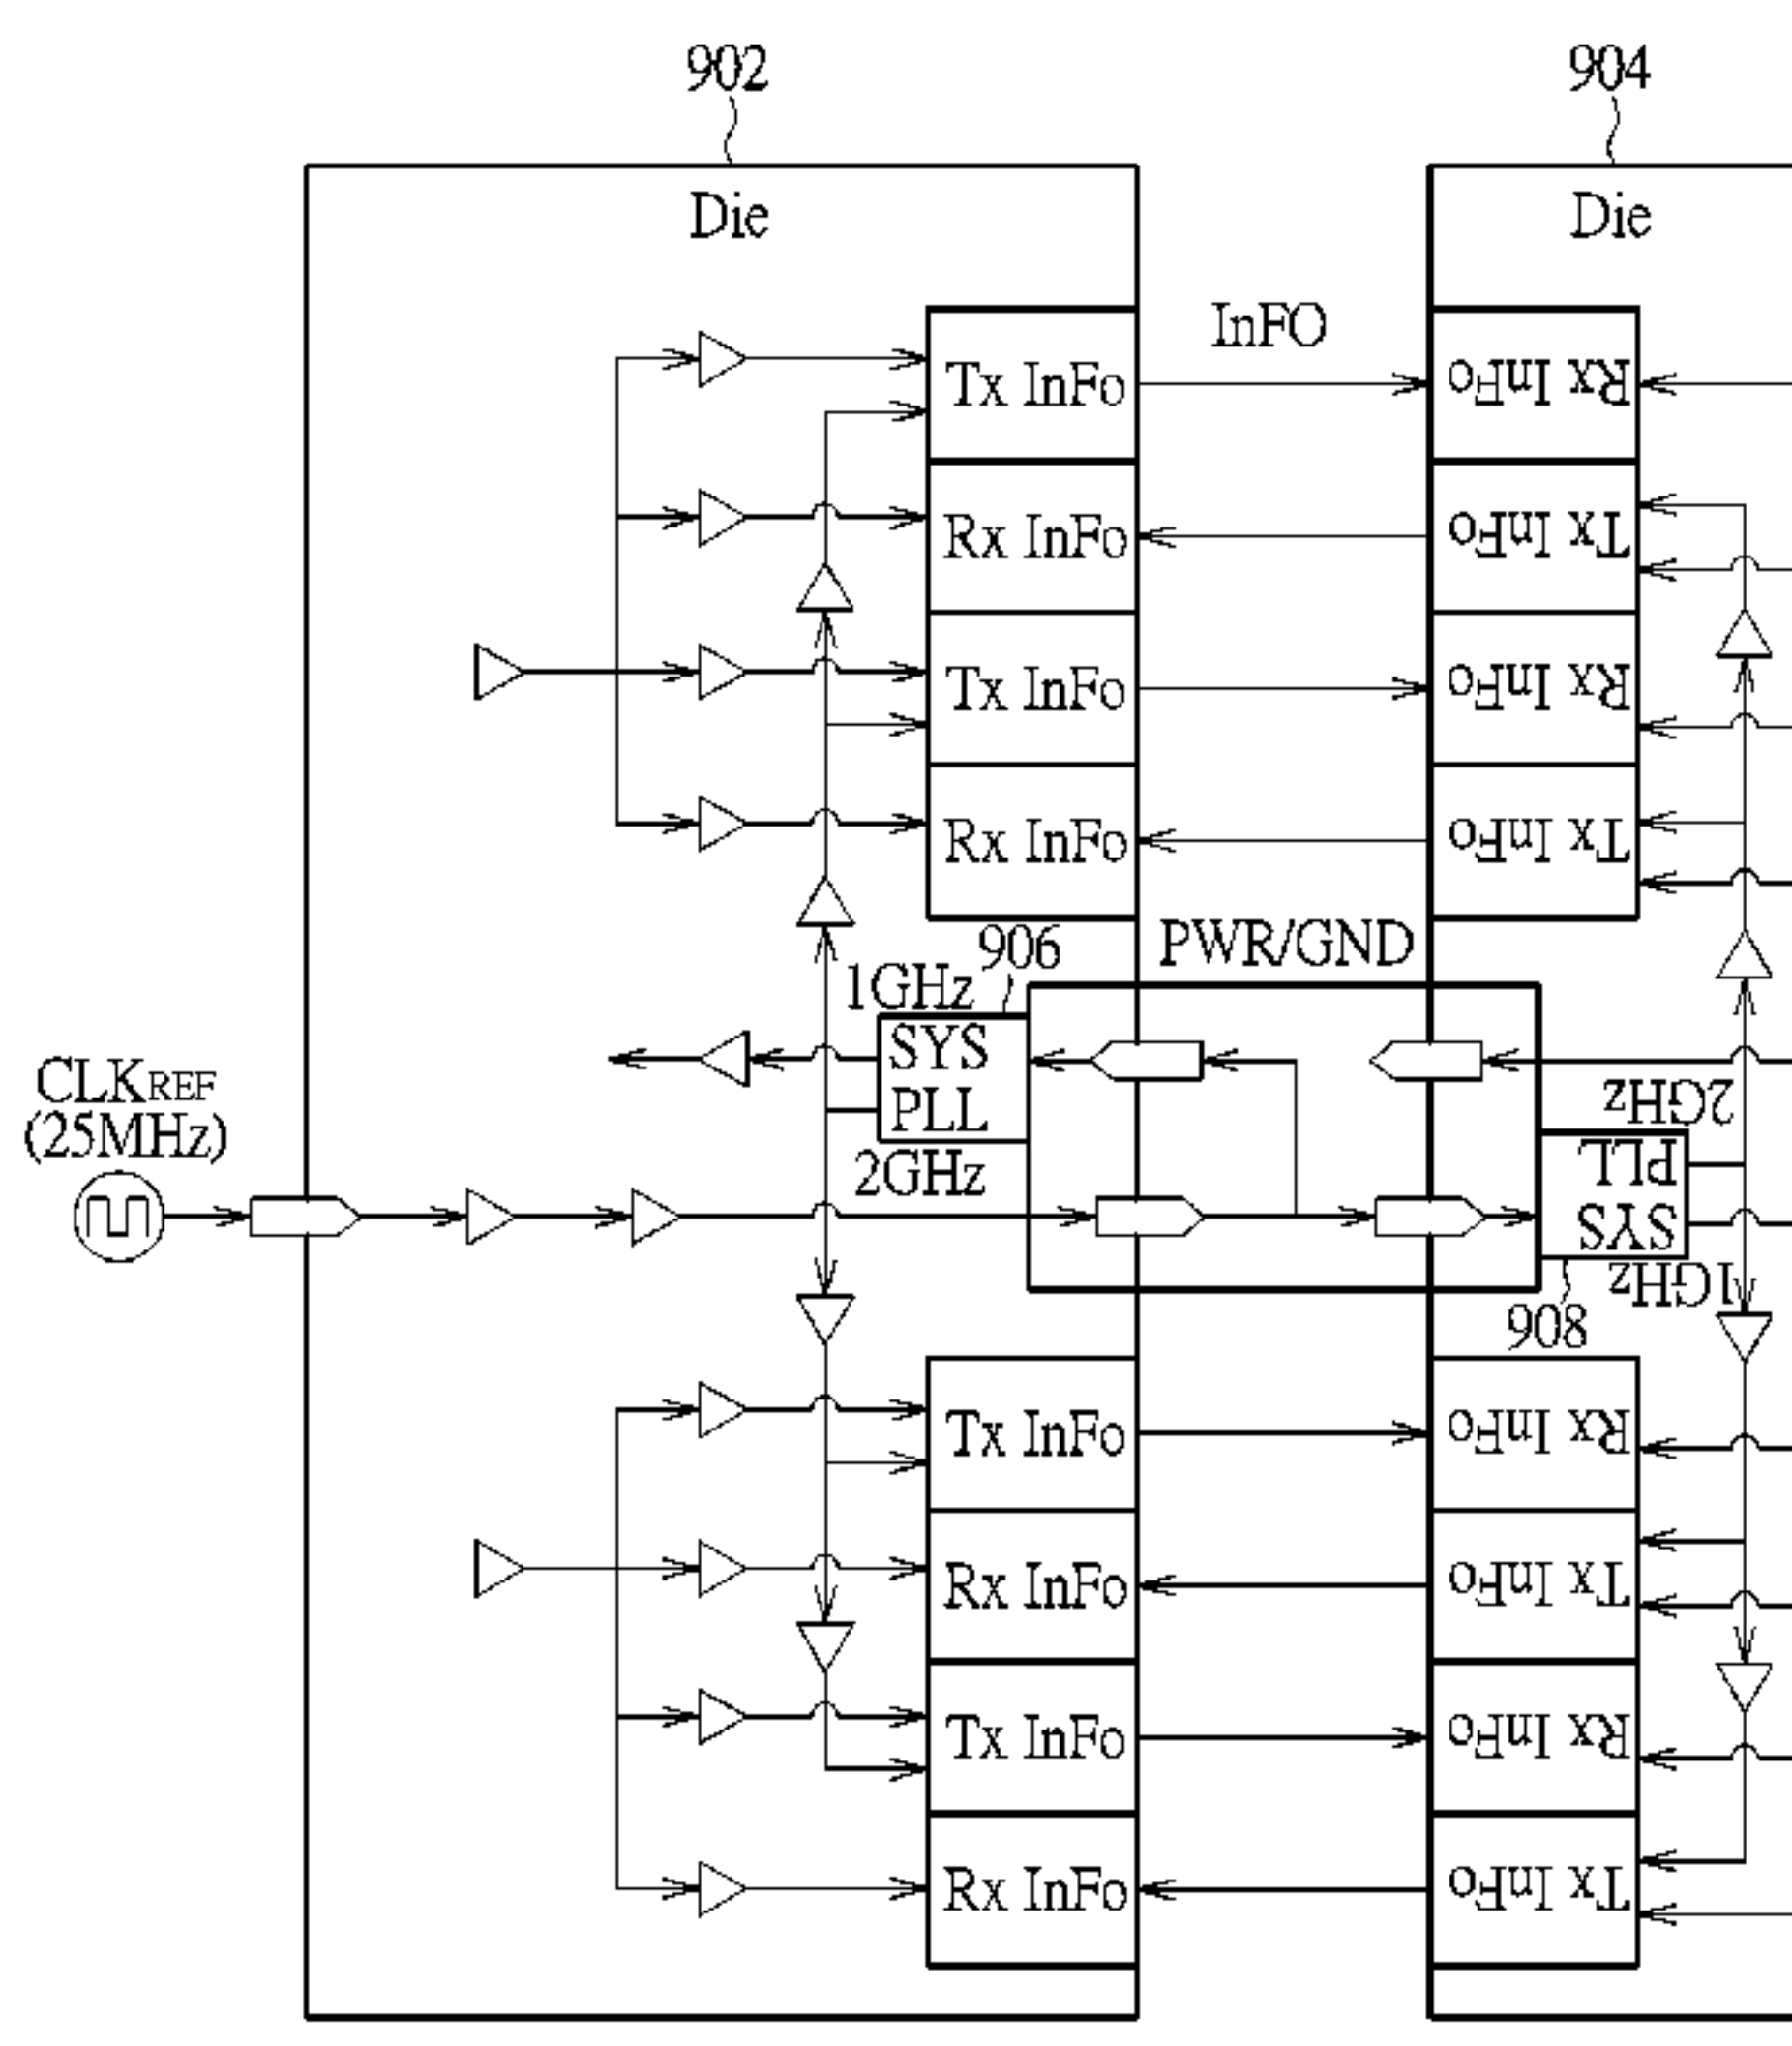 902
904
Die
Die
InFO
Tx InFo
Rx InFo
Rx InFo
Tx InFo
Tx InFo
Rx InFo
Rx InFo
Tx InFo
906
PWR/GND
1GHz
SYS
PLL
2GHz
CLKREF
(25MHz)
2GHz
PLL
SYS
1GHz
908
Tx InFo
Rx InFo
Rx InFo
Tx InFo
Tx InFo
Rx InFo
Rx InFo
Tx InFo